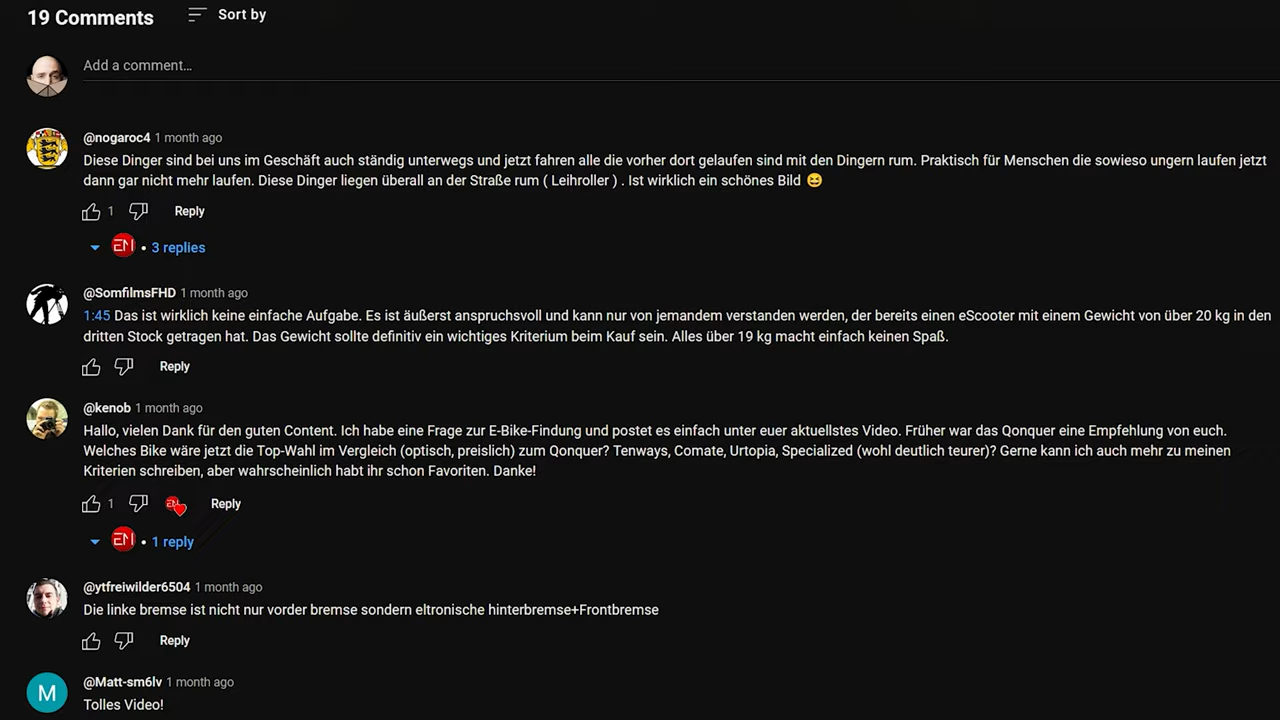 19 Comments
Sort by
Add a comment...
@nogaroc4 1 month ago
Diese Dinger sind bei uns im Geschäft auch ständig unterwegs und jetzt fahren alle die vorher dort gelaufen sind mit den Dingern rum. Praktisch für Menschen die sowieso ungern laufen jetzt
dann gar nicht mehr laufen. Diese Dinger liegen überall an der Straße rum ( Leihroller ) . Ist wirklich ein schönes Bild 😆
1
Reply
EN • 3 replies
@SomfilmsFHD 1 month ago
1:45 Das ist wirklich keine einfache Aufgabe. Es ist äußerst anspruchsvoll und kann nur von jemandem verstanden werden, der bereits einen eScooter mit einem Gewicht von über 20 kg in den
dritten Stock getragen hat. Das Gewicht sollte definitiv ein wichtiges Kriterium beim Kauf sein. Alles über 19 kg macht einfach keinen Spaß.
Reply
@kenob 1 month ago
Hallo, vielen Dank für den guten Content. Ich habe eine Frage zur E-Bike-Findung und postet es einfach unter euer aktuellstes Video. Früher war das Qonquer eine Empfehlung von euch.
Welches Bike wäre jetzt die Top-Wahl im Vergleich (optisch, preislich) zum Qonquer? Tenways, Comate, Urtopia, Specialized (wohl deutlich teurer)? Gerne kann ich auch mehr zu meinen
Kriterien schreiben, aber wahrscheinlich habt ihr schon Favoriten. Danke!
1
EN
Reply
EN • 1 reply
@ytfreiwilder6504 1 month ago
Die linke bremse ist nicht nur vorder bremse sondern eltronische hinterbremse+Frontbremse
Reply
M
@Matt-sm6lv 1 month ago
Tolles Video!